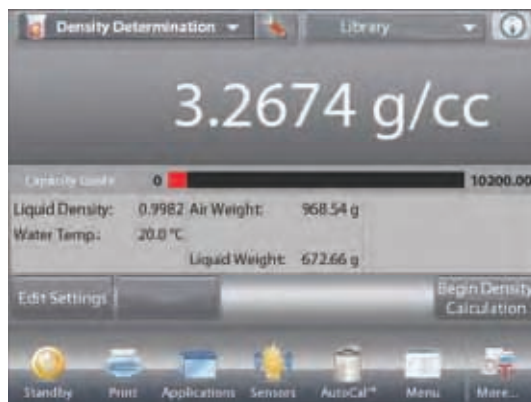 Density Determination Library
3.2674 g/cc
Capacity Guide 0 10200.00
Liquid Density: 0.9982 Air Weight: 968.54 g
Water Temp.: 20.0 °C
Liquid Weight: 672.66 g
Edit Settings
Begin Density
Calculation
Standby Print Applications Sensors AutoCal™ Menu More...